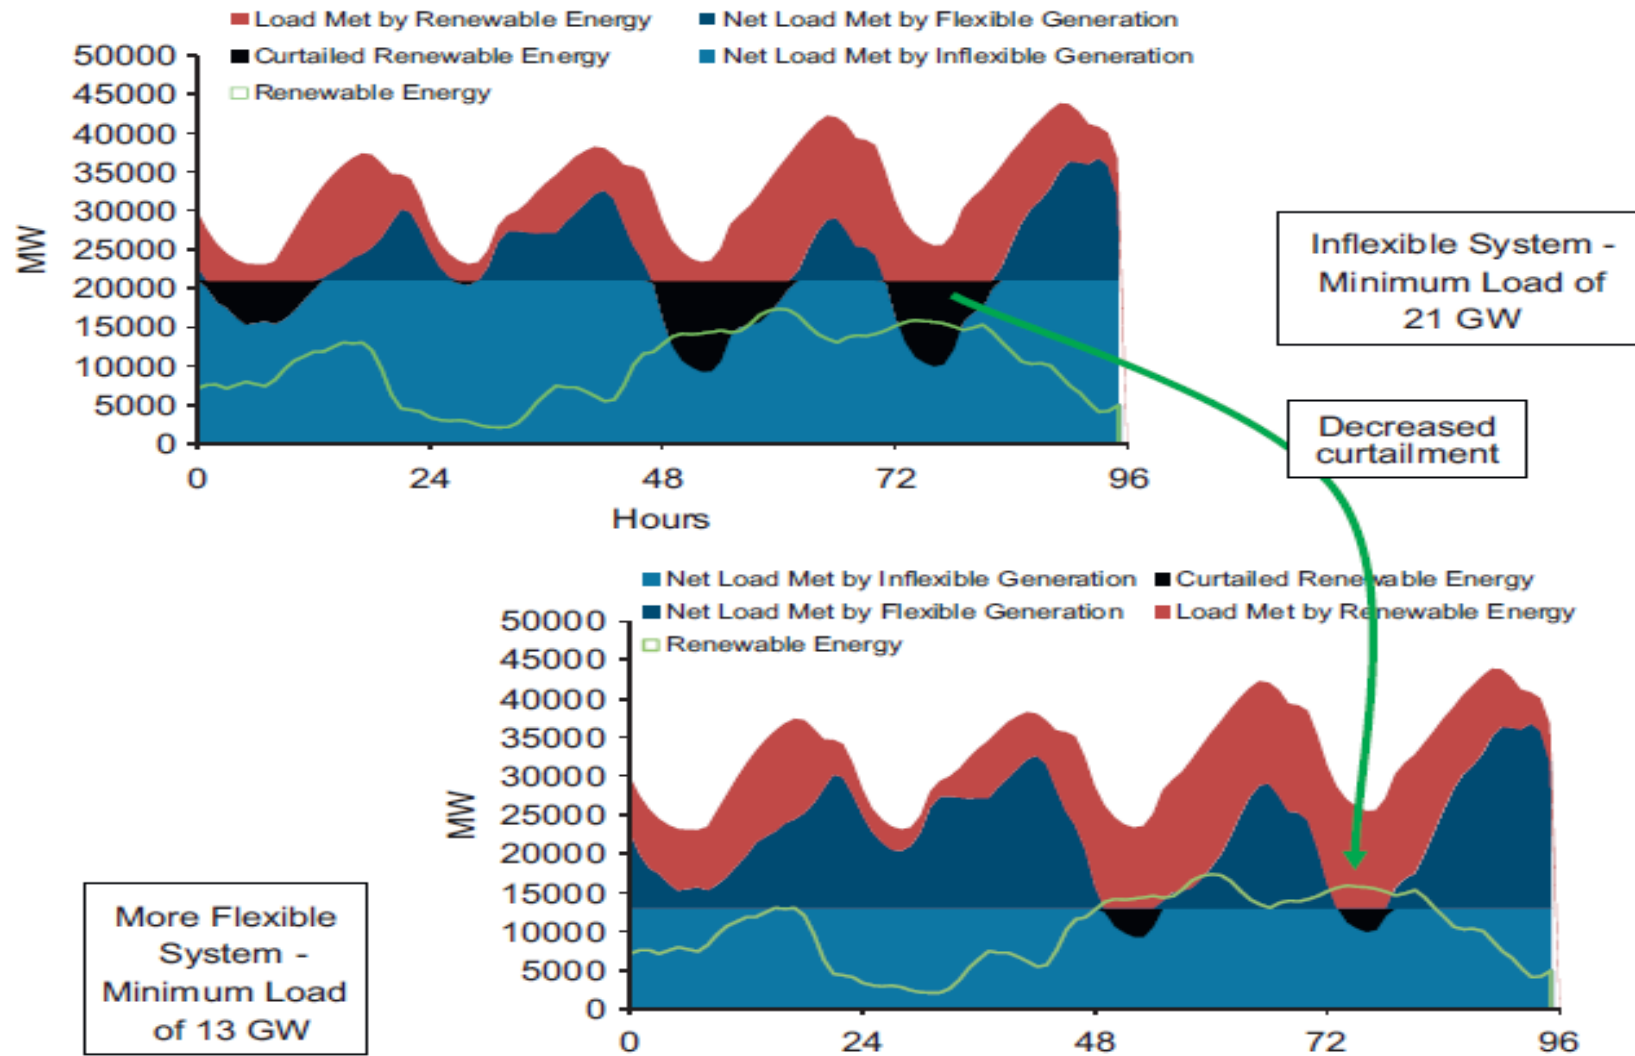 Load Met by Renewable Energy
Net Load Met by Flexible Generation
Curtailed Renewable Energy
Net Load Met by Inflexible Generation
Renewable Energy
50000
45000
40000
35000
30000
25000
20000
15000
10000
5000
0
MW
0 24 48 72 96
Hours
Inflexible System -
Minimum Load of
21 GW
Decreased
curtailment
Net Load Met by Inflexible Generation
Curtailed Renewable Energy
Net Load Met by Flexible Generation
Load Met by Renewable Energy
Renewable Energy
50000
45000
40000
35000
30000
25000
20000
15000
10000
5000
0
MW
0 24 48 72 96
More Flexible
System -
Minimum Load
of 13 GW